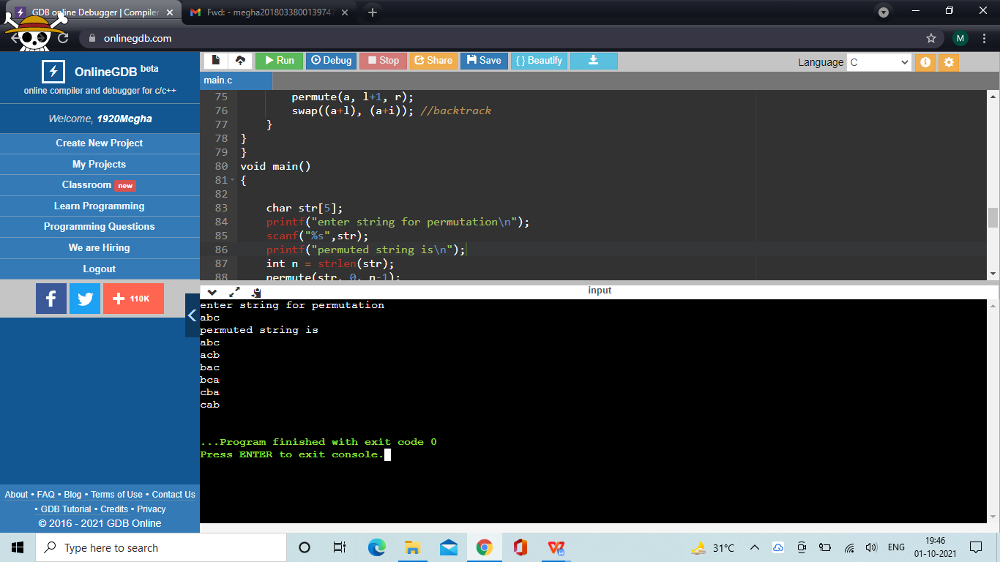 GDB online Debugger | Compiler
Fwd: - megha2018033800139747
onlinegdb.com
M
OnlineGDB beta
online compiler and debugger for c/c++
Welcome, 1920Megha
Create New Project
My Projects
Classroom new
Learn Programming
Programming Questions
We are Hiring
Logout
110K
About • FAQ • Blog • Terms of Use • Contact Us
• GDB Tutorial • Credits • Privacy
© 2016 - 2021 GDB Online
Run
Debug
Stop
Share
Save
{ } Beautify
Language C
main.c
75 permute(a, l+1, r);
76 swap((a+l), (a+i)); //backtrack
77 }
78 }
79 }
80 void main()
81 {
82
83 char str[5];
84 printf("enter string for permutation\n");
85 scanf("%s",str);
86 printf("permuted string is\n");
87 int n = strlen(str);
88 permute(str, 0, n-1);
input
enter string for permutation
abc
permuted string is
abc
acb
bac
bca
cba
cab
...Program finished with exit code 0
Press ENTER to exit console.
Type here to search
31°C
ENG
19:46
01-10-2021